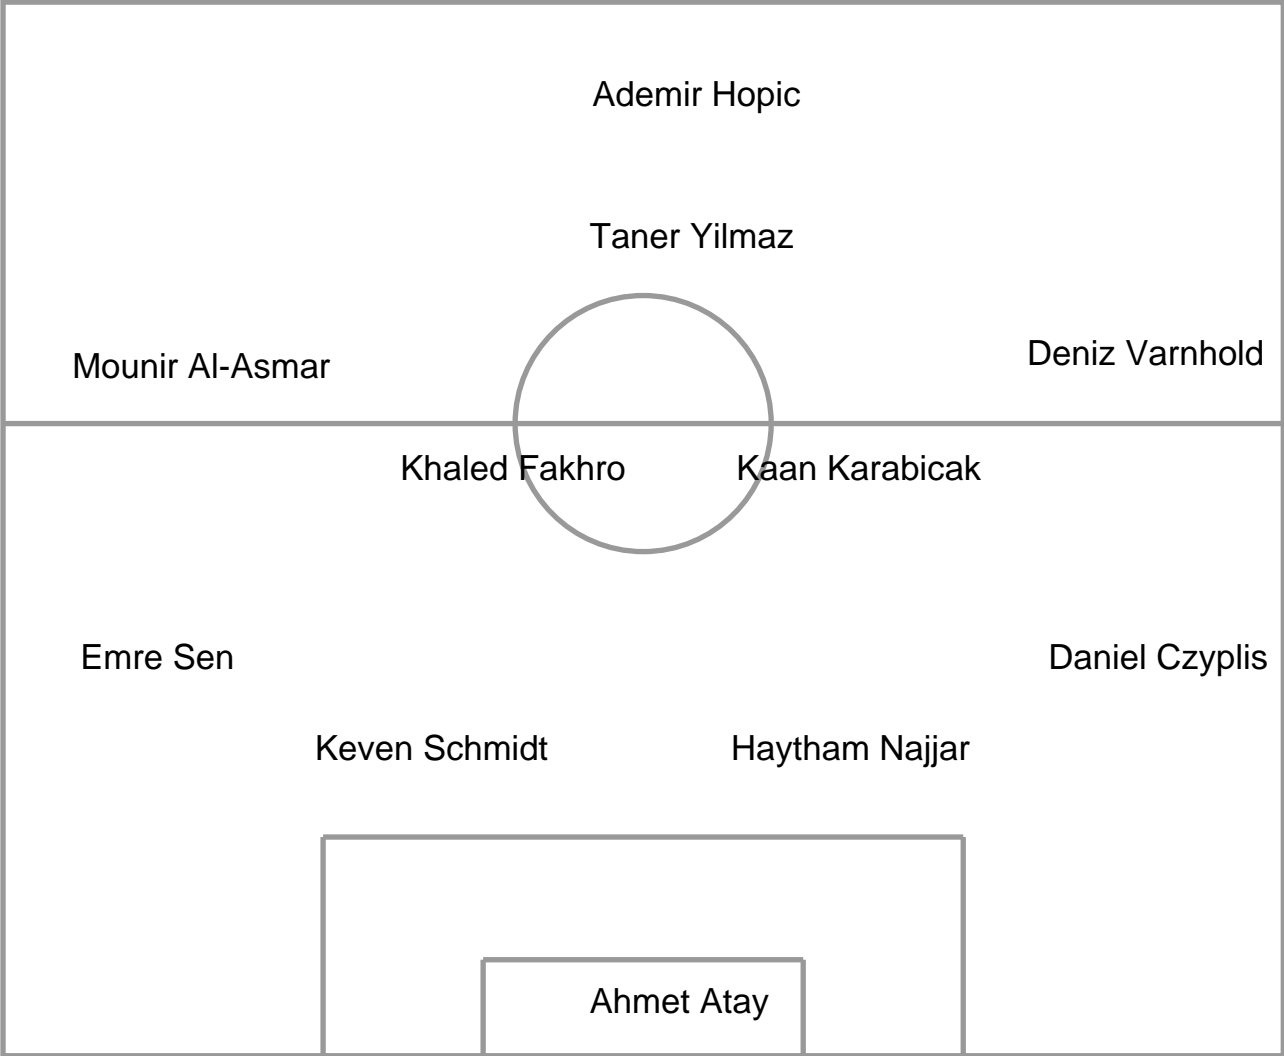 Ademir Hopic
Taner Yilmaz
Mounir Al-Asmar
Deniz Varnhold
Khaled Fakhro
Kaan Karabicak
Emre Sen
Daniel Czyplis
Keven Schmidt
Haytham Najjar
Ahmet Atay